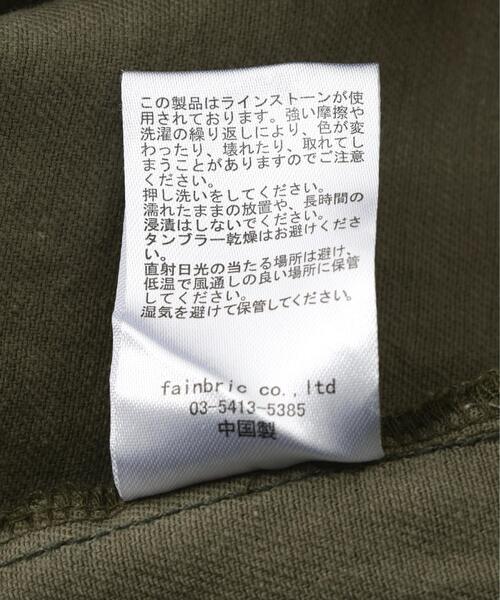 この製品はラインストーンが使
用されております。強い摩擦や
洗濯の繰り返しにより、色が変
わったり、壊れたり、取れてし
まうことがありますのでご注意
ください。
押し洗いをしてください。
濡れたままの放置や、長時間の
浸漬はしないでください。
タンブラー乾燥はお避けくださ
い。
直射日光の当たる場所は避け、
低温で風通しの良い場所に保管
してください。
湿気を避けて保管してください。
fainbric co.,ltd
03-5413-5385
中国製